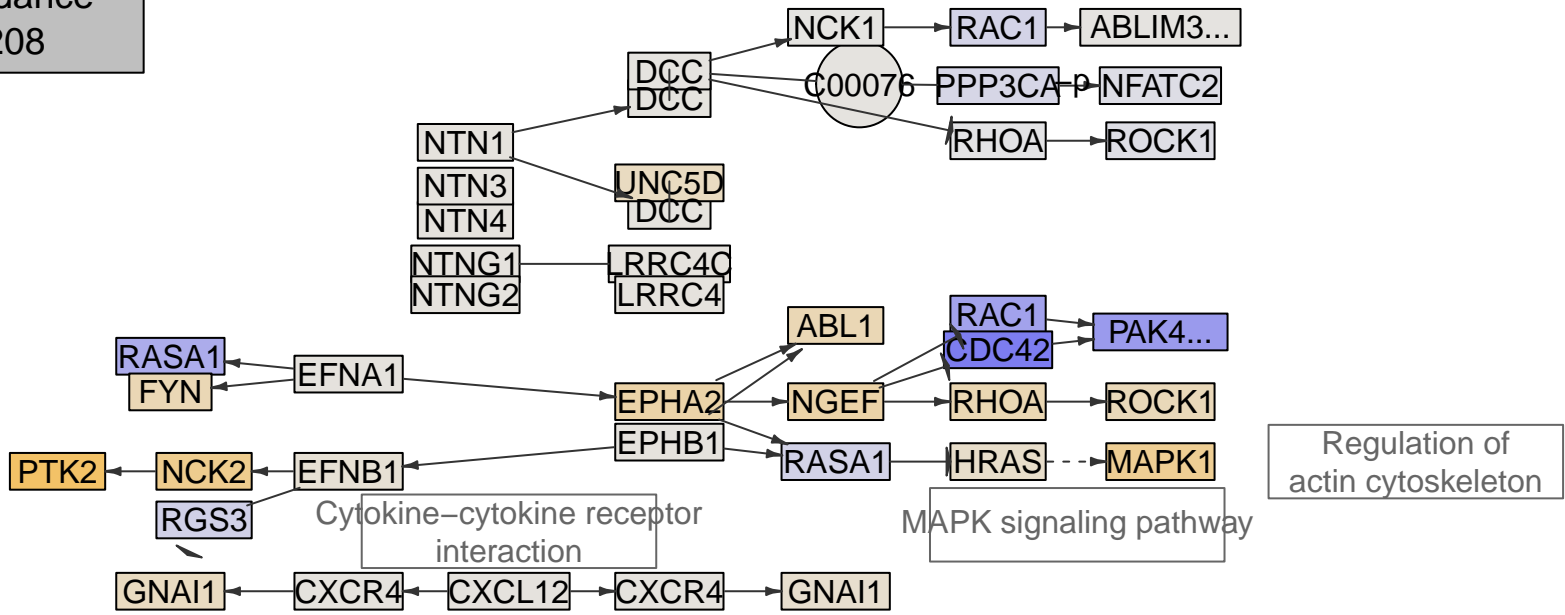 208
NCK1
RAC1
ABLIM3...
DCC
DCC
C00076
PPP3CA
–p
NFATC2
NTN1
RHOA
ROCK1
NTN3
NTN4
UNC5D
DCC
NTNG1
NTNG2
LRRC4C
LRRC4
ABL1
RAC1
CDC42
PAK4...
RASA1
FYN
EFNA1
EPHA2
EPHB1
NGEF
RHOA
ROCK1
PTK2
NCK2
EFNB1
RASA1
HRAS
MAPK1
Regulation of
actin cytoskeleton
RGS3
Cytokine–cytokine receptor
interaction
MAPK signaling pathway
GNAI1
CXCR4
CXCL12
CXCR4
GNAI1